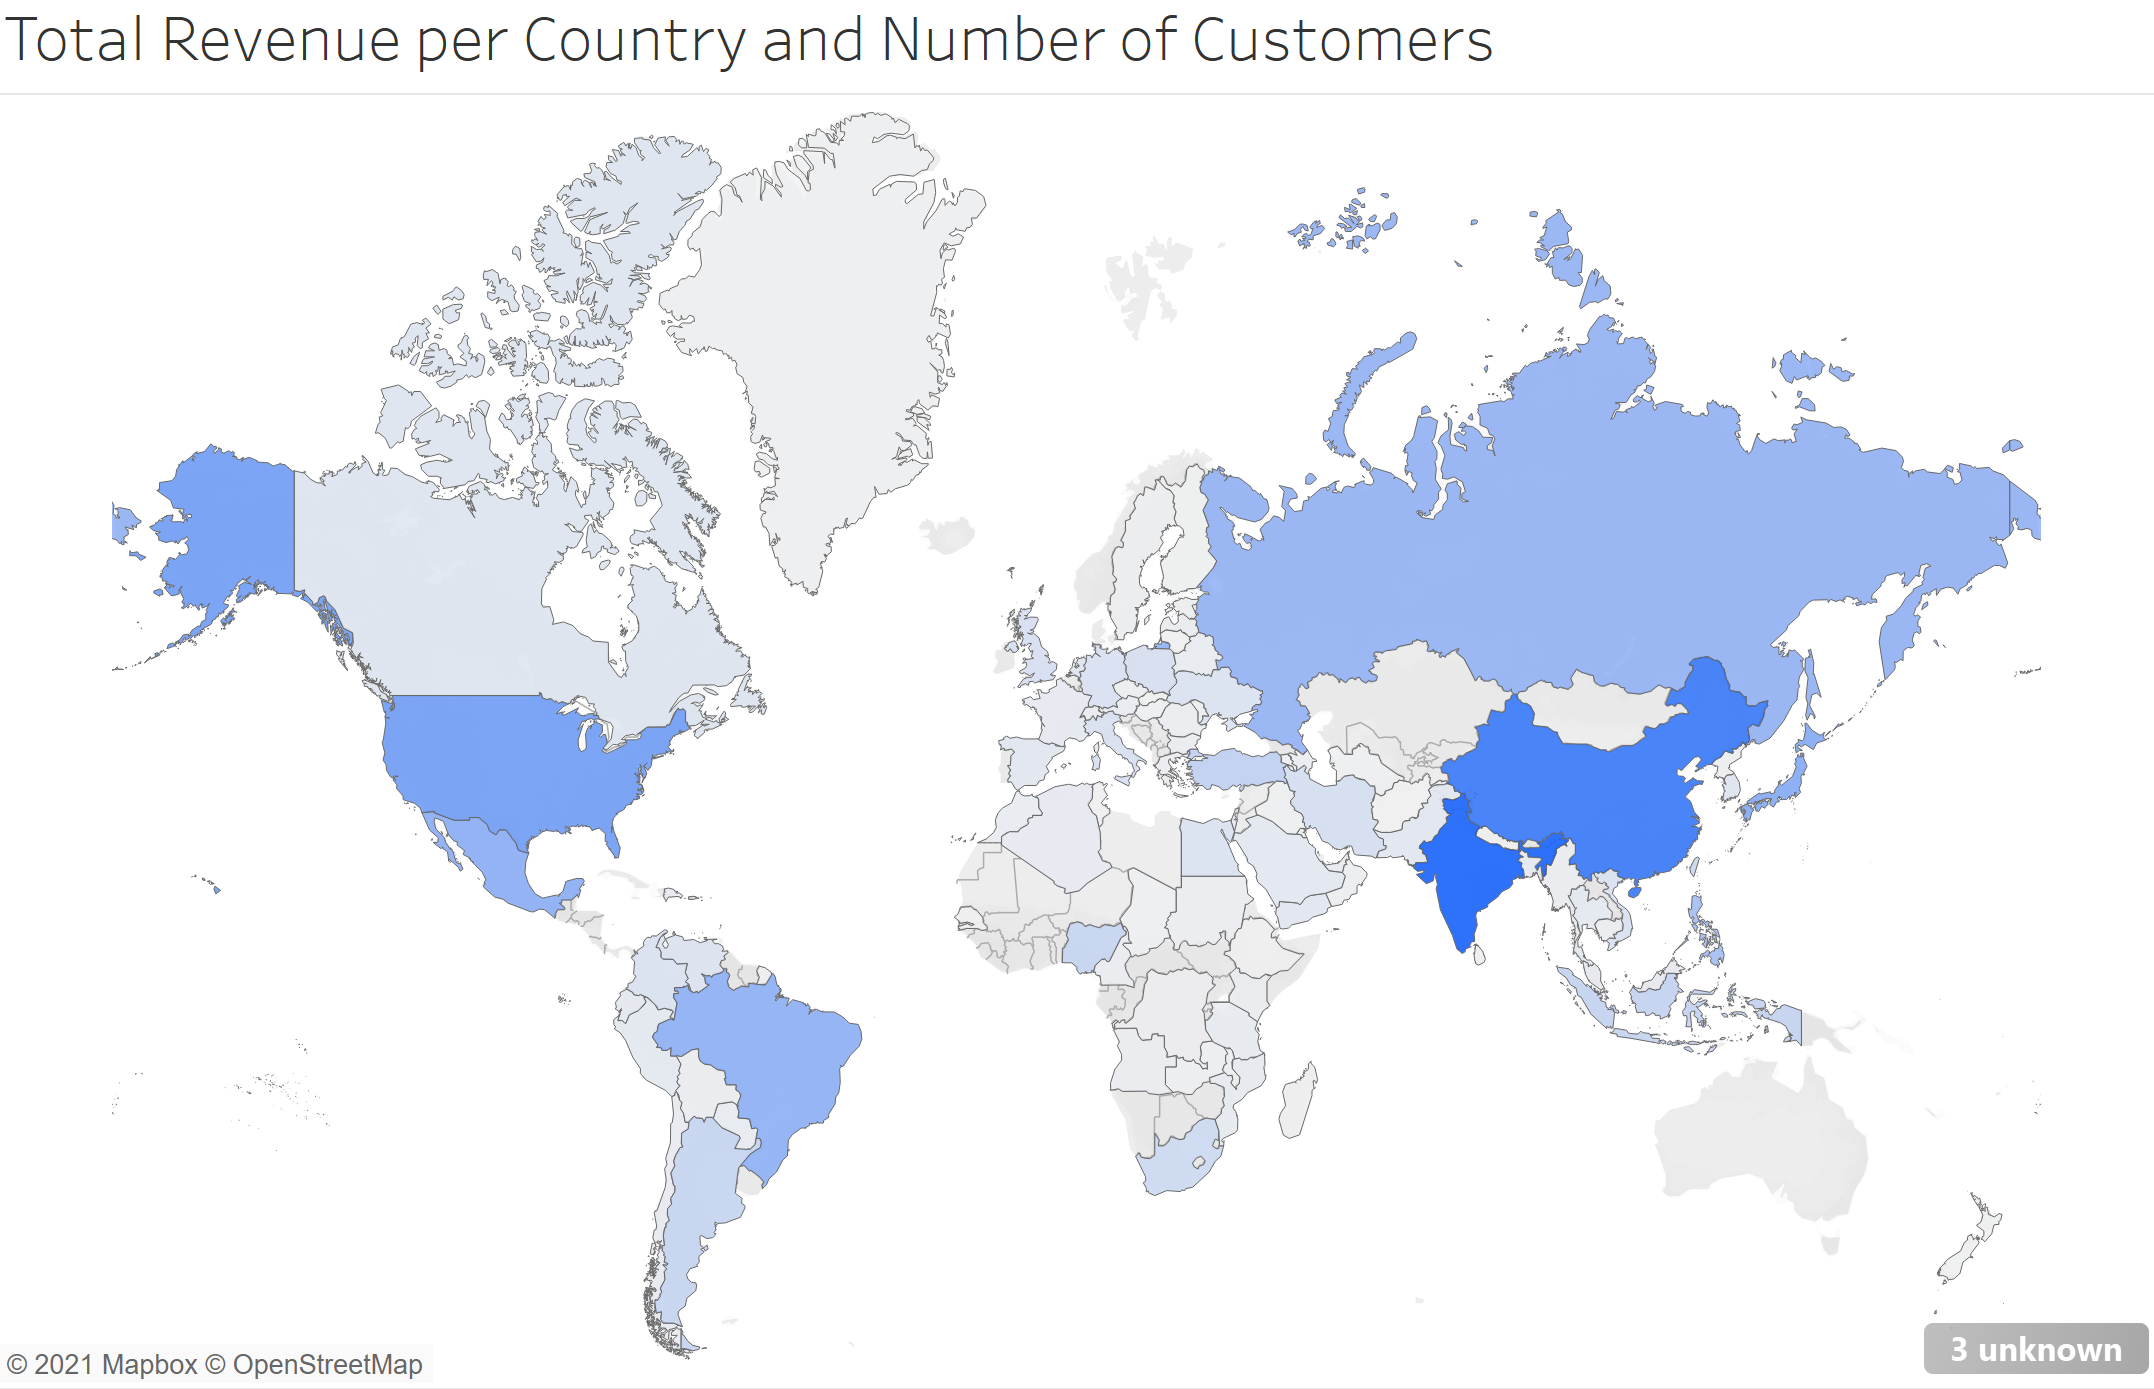 Total Revenue per Country and Number of Customers
3 unknown
© 2021 Mapbox © OpenStreetMap